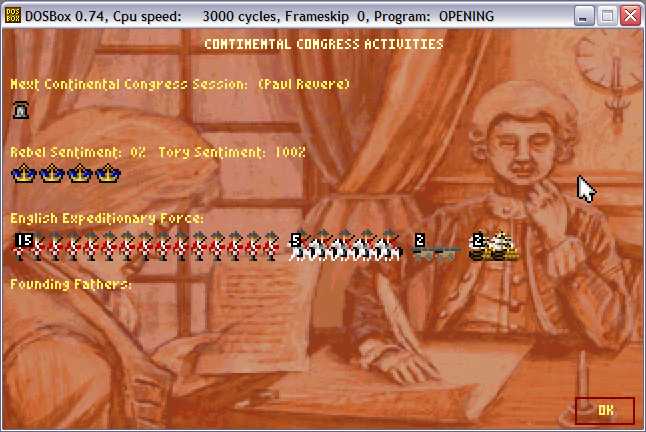 DOSBox 0.74, Cpu speed: 3000 cycles, Frameskip 0, Program: OPENING
CONTINENTAL CONGRESS ACTIVITIES
Next Continental Congress Session: (Paul Revere)
Rebel Sentiment: 0% Tory Sentiment: 100%
English Expeditionary Force:
15 5 2 2
Founding Fathers:
OK